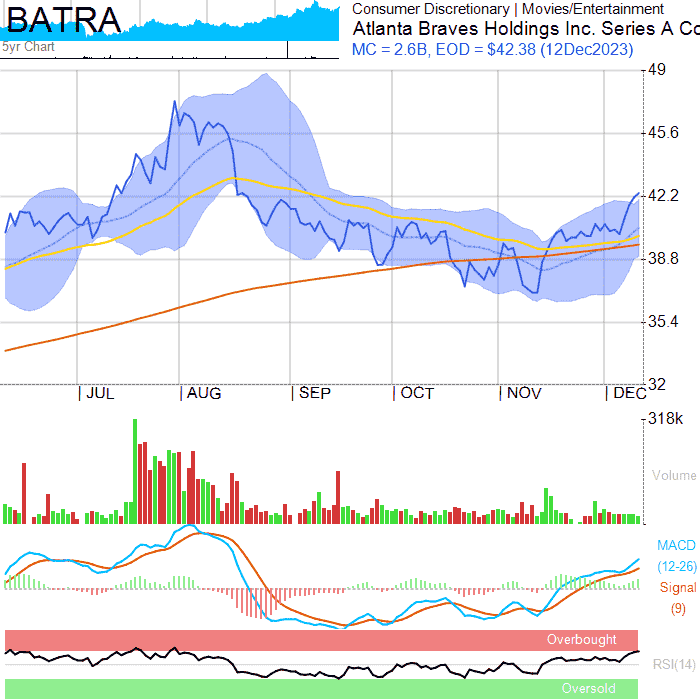 BATRA
5yr Chart
Consumer Discretionary | Movies/Entertainment
Atlanta Braves Holdings Inc. Series A Co
MC = 2.6B, EOD = $42.38 (12Dec2023)
49
45.6
42.2
38.8
35.4
32
| JUL | AUG | SEP | OCT | NOV | DEC
318k
Volume
MACD
(12-26)
Signal
(9)
Overbought
RSI(14)
Oversold